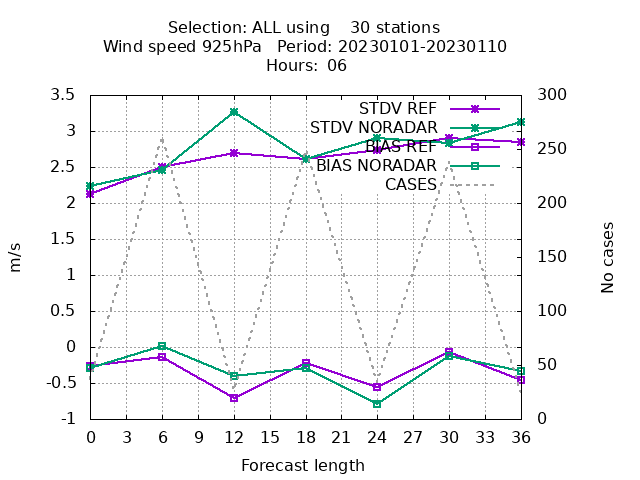 Selection: ALL using    30 stations
Wind speed 925hPa   Period: 20230101-20230110
Hours: 06
3.5
3
2.5
2
1.5
1
0.5
0
-0.5
-1
m/s
300
250
200
150
100
50
0
No cases
STDV REF
STDV NORADAR
BIAS REF
BIAS NORADAR
CASES
0 3 6 9 12 15 18 21 24 27 30 33 36
Forecast length